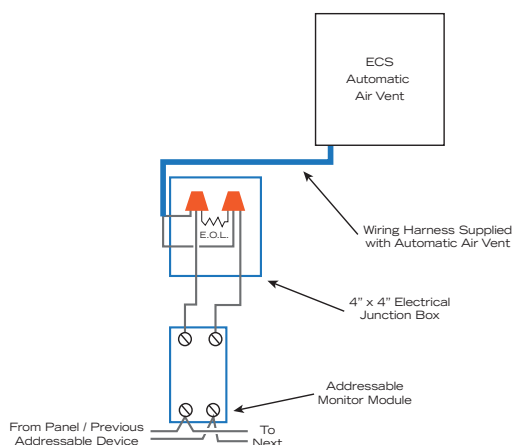 ECS
Automatic
Air Vent
E.O.L.
Wiring Harness Supplied
with Automatic Air Vent
4" x 4" Electrical
Junction Box
Addressable
Monitor Module
From Panel / Previous
Addressable Device
To
Next